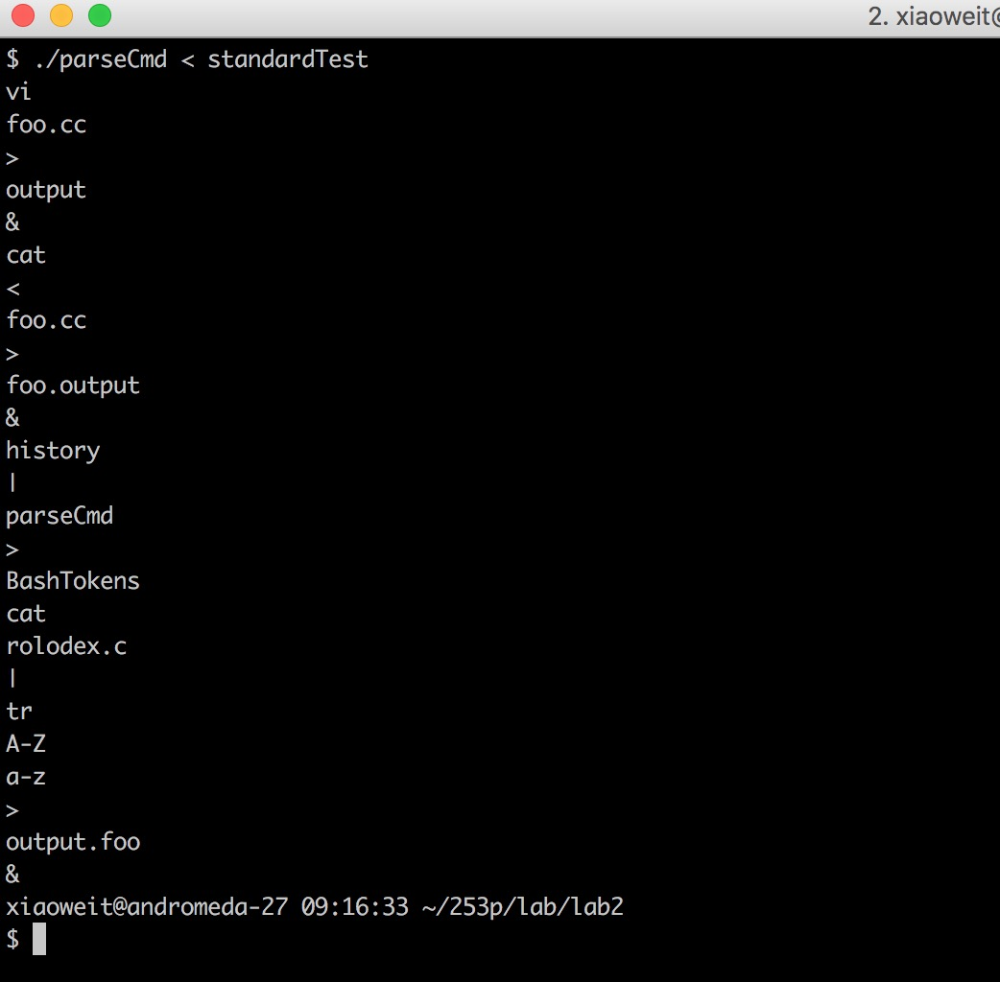 2. xiaoweit@
$ ./parseCmd < standardTest
vi
foo.cc
>
output
&
cat
<
foo.cc
>
foo.output
&
history
|
parseCmd
>
BashTokens
cat
rolodex.c
|
tr
A-Z
a-z
>
output.foo
&
xiaoweit@andromeda-27 09:16:33 ~/253p/lab/lab2
$